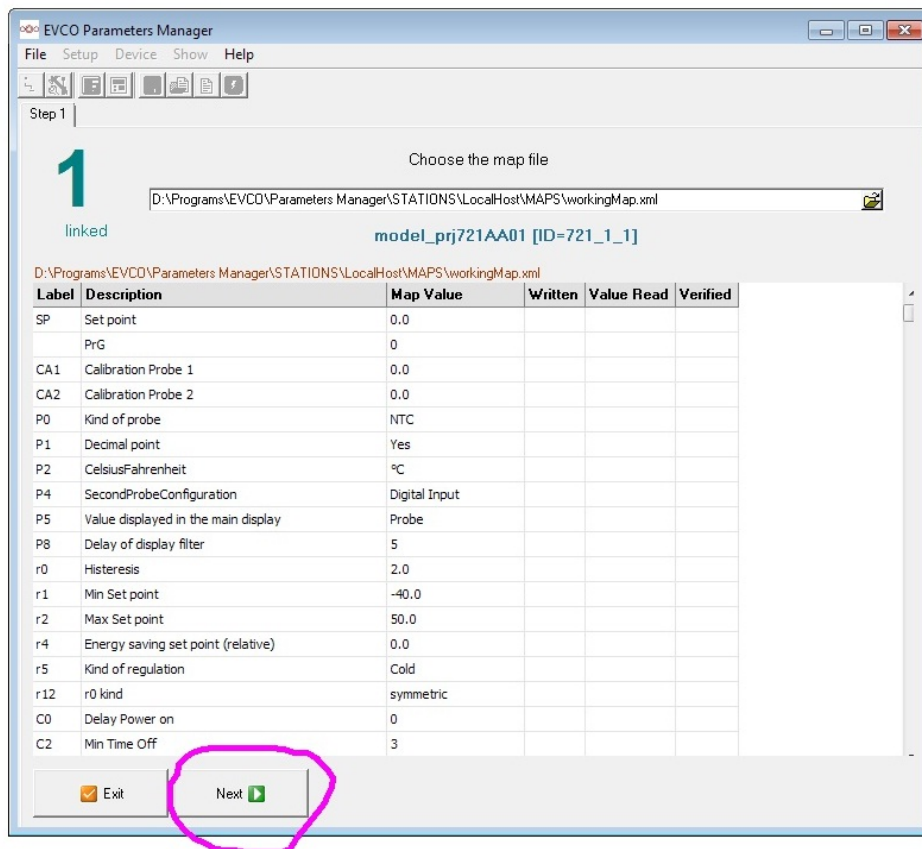 EVCO Parameters Manager
File Setup Device Show Help
Step 1
1
linked
Choose the map file
D:\Programs\EVCO\Parameters Manager\STATIONS\LocalHost\MAPS\workingMap.xml
model_prj721AA01 [ID=721_1_1]
D:\Programs\EVCO\Parameters Manager\STATIONS\LocalHost\MAPS\workingMap.xml
Label Description Map Value Written Value Read Verified
SP Set point 0.0
PrG 0
CA1 Calibration Probe 1 0.0
CA2 Calibration Probe 2 0.0
P0 Kind of probe NTC
P1 Decimal point Yes
P2 CelsiusFahrenheit °C
P4 SecondProbeConfiguration Digital Input
P5 Value displayed in the main display Probe
P8 Delay of display filter 5
r0 Histeresis 2.0
r1 Min Set point -40.0
r2 Max Set point 50.0
r4 Energy saving set point (relative) 0.0
r5 Kind of regulation Cold
r12 r0 kind symmetric
C0 Delay Power on 0
C2 Min Time Off 3
Exit Next